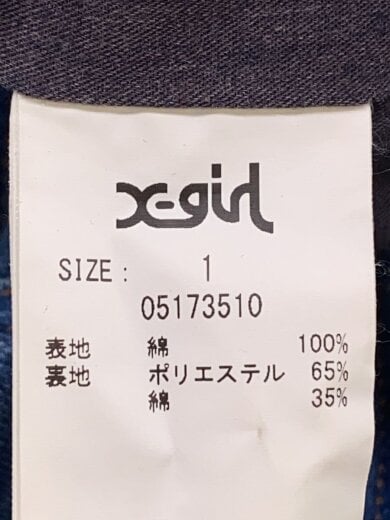 X-girl
SIZE: 1
05173510
表地 綿 100%
裏地 ポリエステル 65%
綿 35%